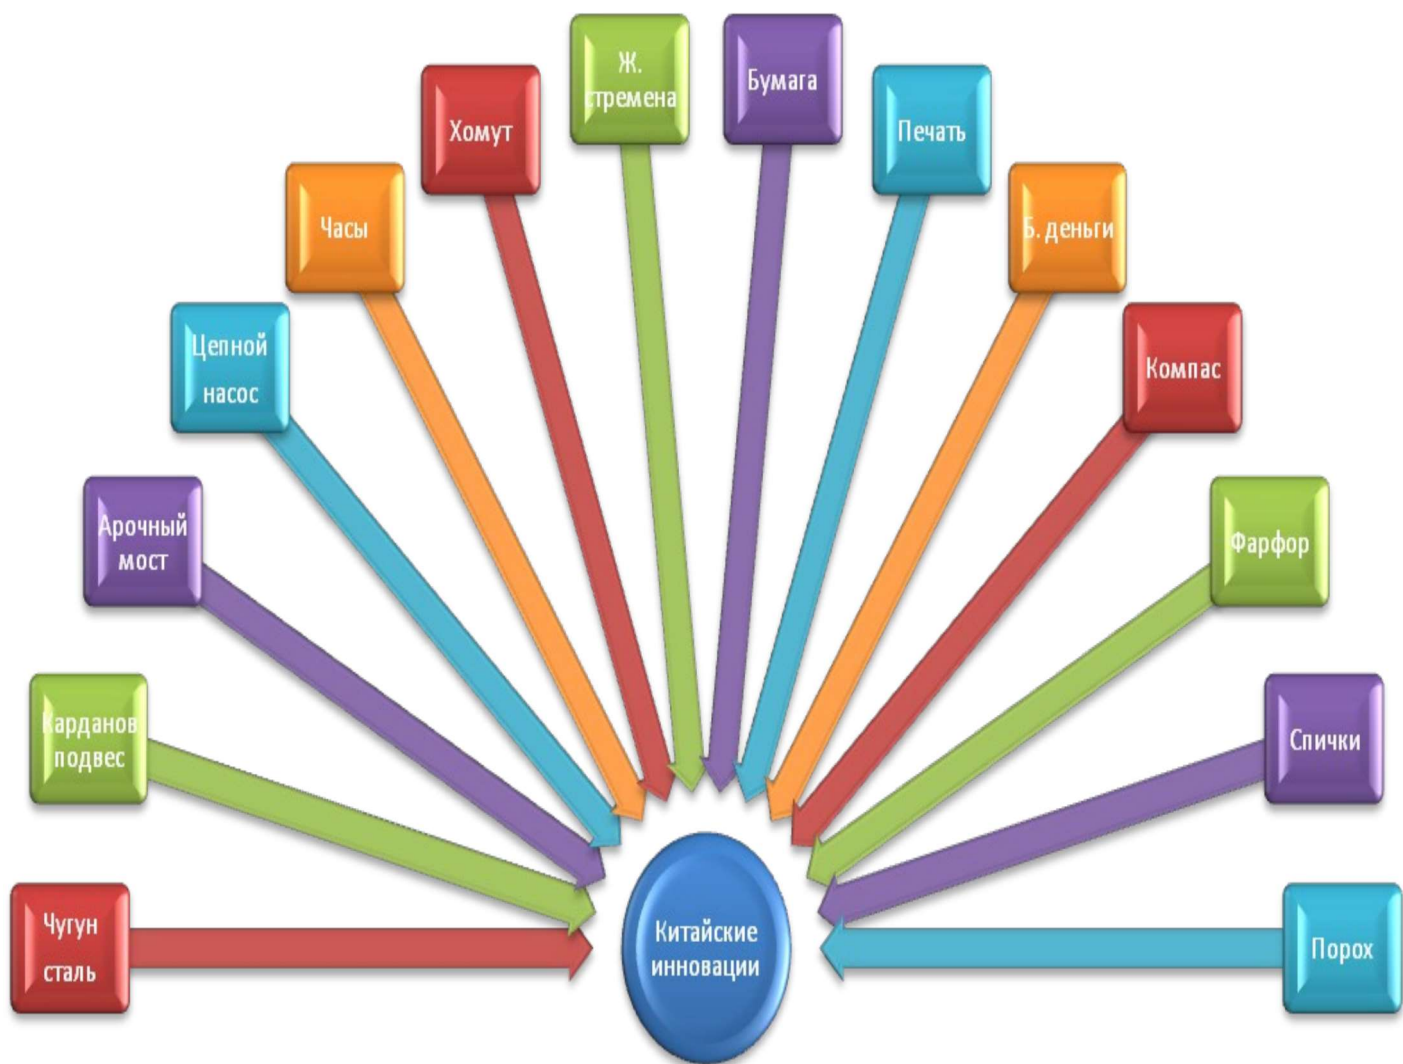 Ж.
стремена
Бумага
Хомут
Печать
Часы
Б. деньги
Цепной
насос
Компас
Арочный
мост
Фарфор
Карданов
подвес
Спички
Чугун
сталь
Китайские
инновации
Порох